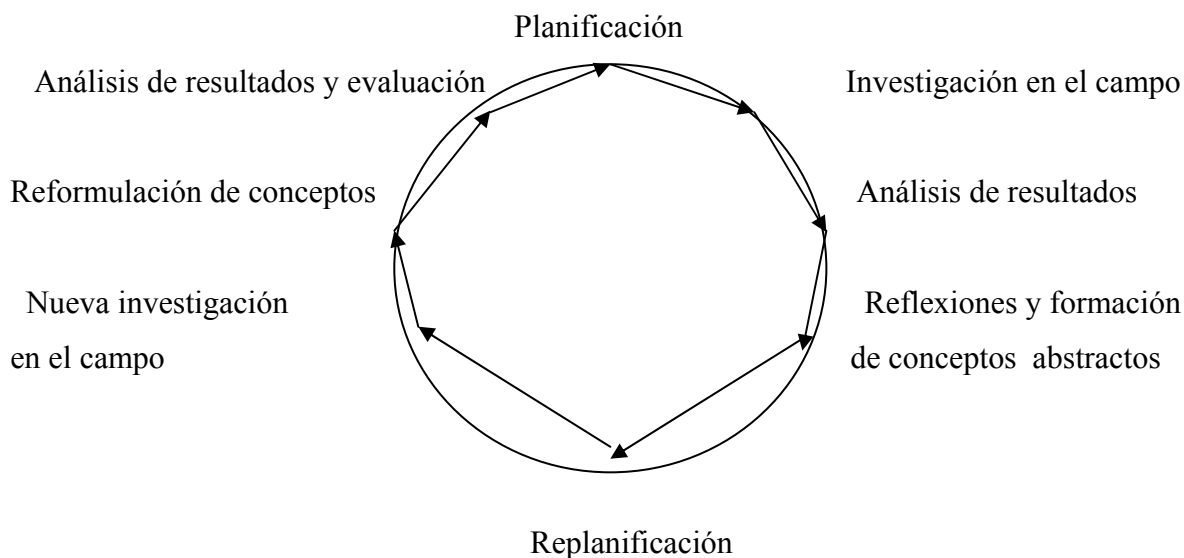 Planificación
Análisis de resultados y evaluación
Investigación en el campo
Reformulación de conceptos
Análisis de resultados
Nueva investigación
en el campo
Reflexiones y formación
de conceptos abstractos
Replanificación